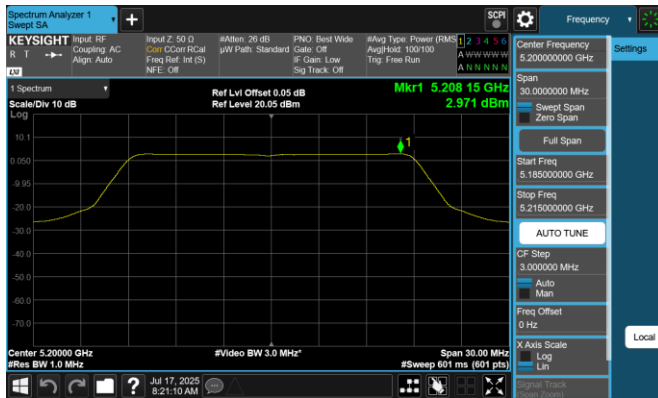 Spectrum Analyzer 1
Swept SA
+
SCPI
Frequency
KEYSIGHT
R T
LXI
Input: RF
Coupling: AC
Align: Auto
Input Z: 50 Ω
Corr CCorr RCal
Freq Ref: Int (S)
NFE: Off
#Atten: 26 dB
µW Path: Standard
PNO: Best Wide
Gate: Off
IF Gain: Low
Sig Track: Off
#Avg Type: Power (RMS
Avg|Hold: 100/100
Trig: Free Run
1 2 3 4 5 6
A W W W W W
A N N N N N
1 Spectrum
Scale/Div 10 dB
Log
Ref Lvl Offset 0.05 dB
Ref Level 20.05 dBm
Mkr1 5.208 15 GHz
2.971 dBm
10.1
0.050
-9.95
-20.0
-30.0
-40.0
-50.0
-60.0
-70.0
1
Center 5.20000 GHz
#Res BW 1.0 MHz
#Video BW 3.0 MHz*
Span 30.00 MHz
#Sweep 601 ms (601 pts)
Jul 17, 2025
8:21:10 AM
?
Center Frequency
5.200000000 GHz
Span
30.0000000 MHz
Swept Span
Zero Span
Full Span
Start Freq
5.185000000 GHz
Stop Freq
5.215000000 GHz
AUTO TUNE
CF Step
3.000000 MHz
Auto
Man
Freq Offset
0 Hz
X Axis Scale
Log
Lin
Signal Track
(Span Zoom)
Settings
Local